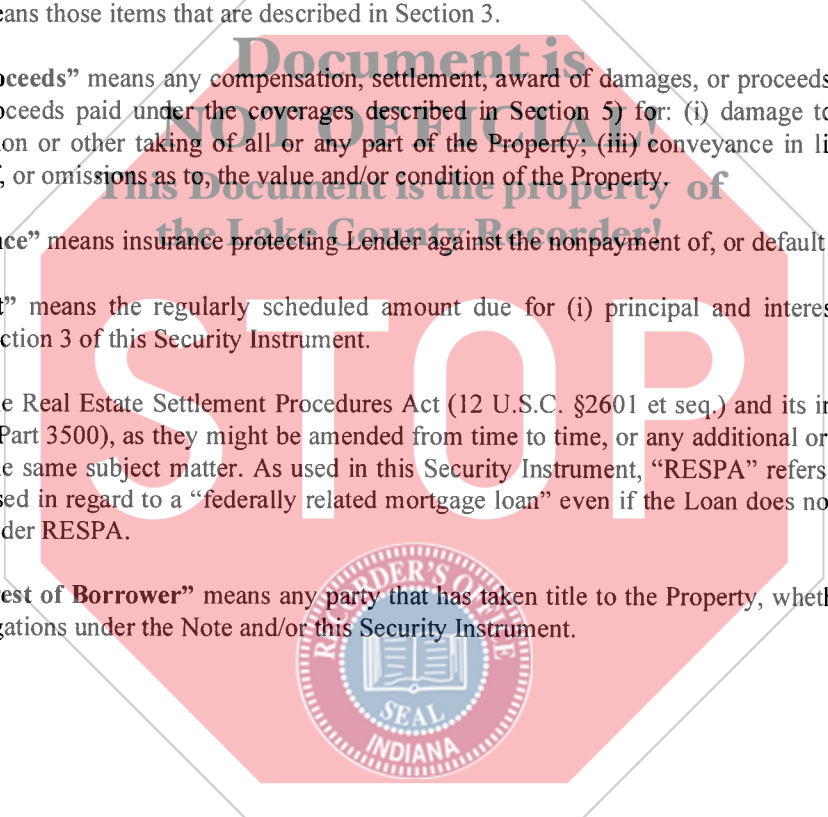 eans those items that are described in Section 3.
Document is
oceeds” means any compensation, settlement, award of damages, or proceeds
oceeds paid under the coverages described in Section 5) for: (i) damage to
NOT OFFICIAL!
ion or other taking of all or any part of the Property; (iii) conveyance in li
f, or omissions as to, the value and/or condition of the Property.
This Document is the property of
the Lake County Recorder!
nce” means insurance protecting Lender against the nonpayment of, or default
t” means the regularly scheduled amount due for (i) principal and interes
ction 3 of this Security Instrument.
STOP
e Real Estate Settlement Procedures Act (12 U.S.C. §2601 et seq.) and its in
Part 3500), as they might be amended from time to time, or any additional or
e same subject matter. As used in this Security Instrument, “RESPA” refers
sed in regard to a “federally related mortgage loan” even if the Loan does no
der RESPA.
est of Borrower” means any party that has taken title to the Property, wheth
gations under the Note and/or this Security Instrument.
RECORDER'S OFFICE
SEAL
INDIANA